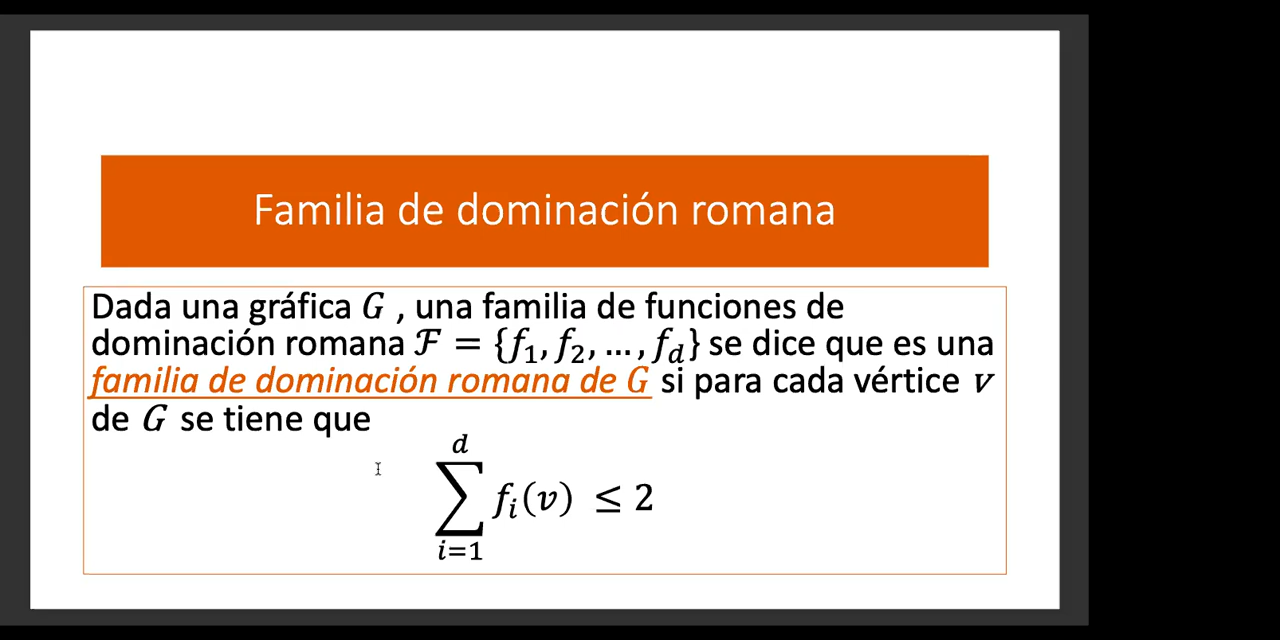 Familia de dominación romana
Dada una gráfica G , una familia de funciones de
dominación romana ℱ = {f₁, f₂, …, f_d} se dice que es una
familia de dominación romana de G si para cada vértice v
de G se tiene que
∑_{i=1}^{d} f_i(v) ≤ 2